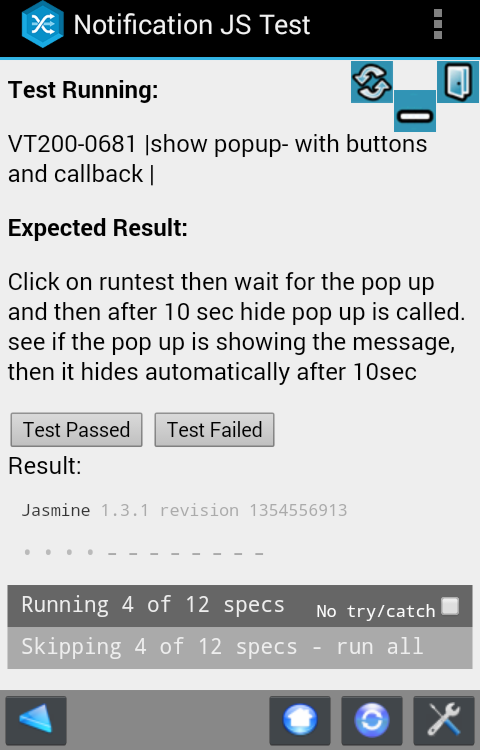 Notification JS Test
Test Running:
VT200-0681 |show popup- with buttons
and callback |
Expected Result:
Click on runtest then wait for the pop up
and then after 10 sec hide pop up is called.
see if the pop up is showing the message,
then it hides automatically after 10sec
Test Passed Test Failed
Result:
Jasmine 1.3.1 revision 1354556913
Running 4 of 12 specs No try/catch
Skipping 4 of 12 specs - run all